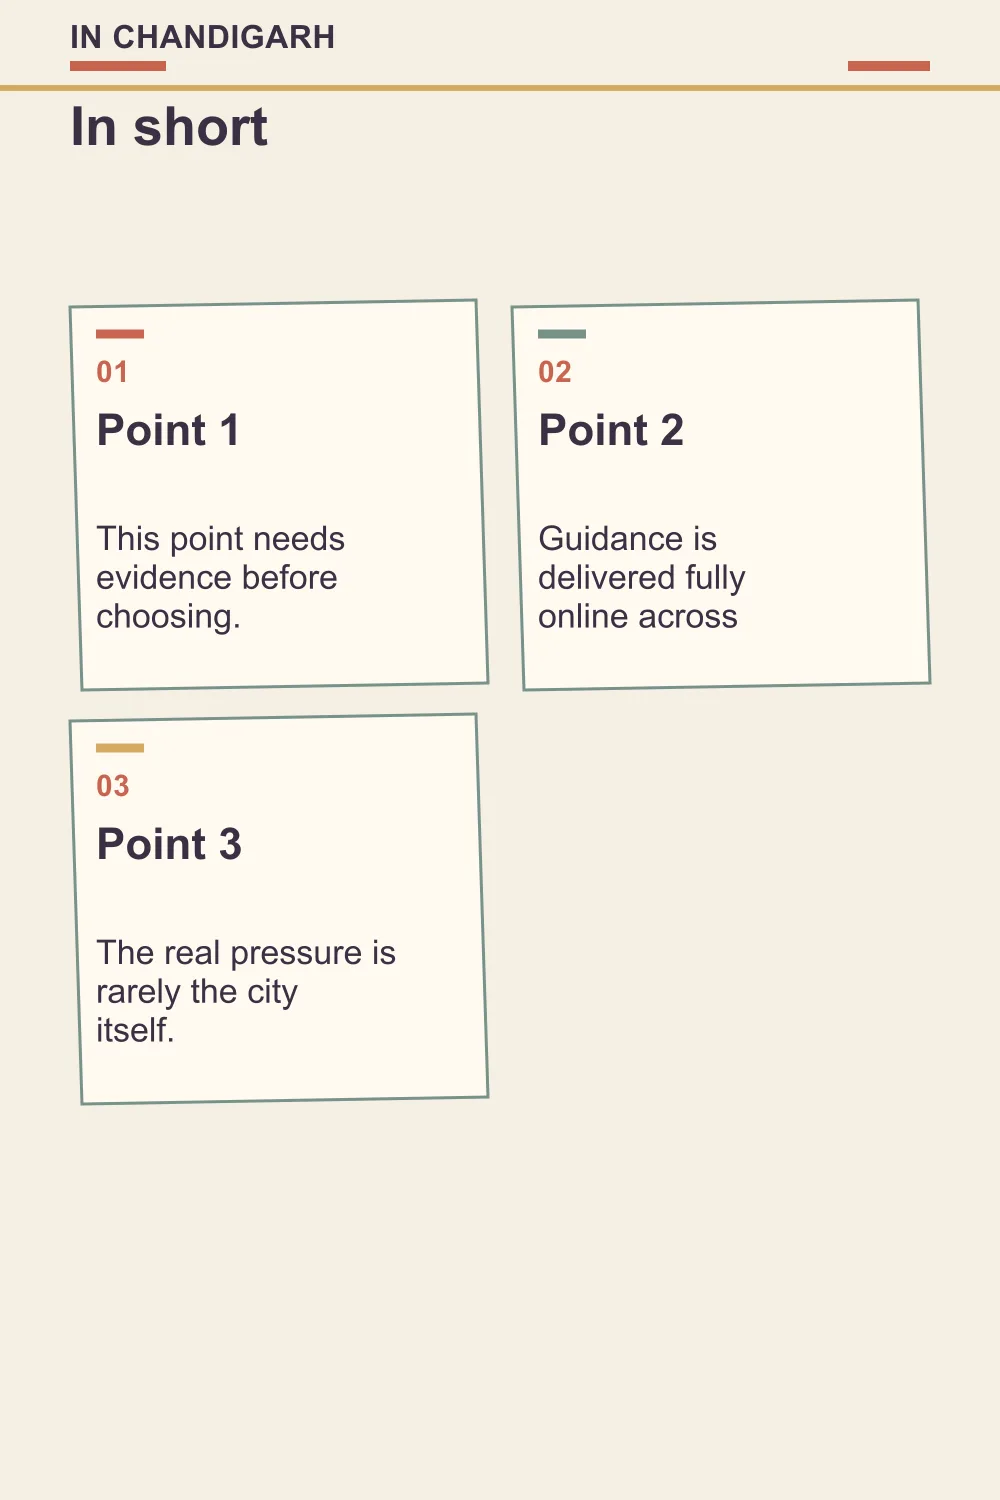 IN CHANDIGARH
In short
01
Point 1
This point needs
evidence before
choosing.
02
Point 2
Guidance is
delivered fully
online across
03
Point 3
The real pressure is
rarely the city
itself.